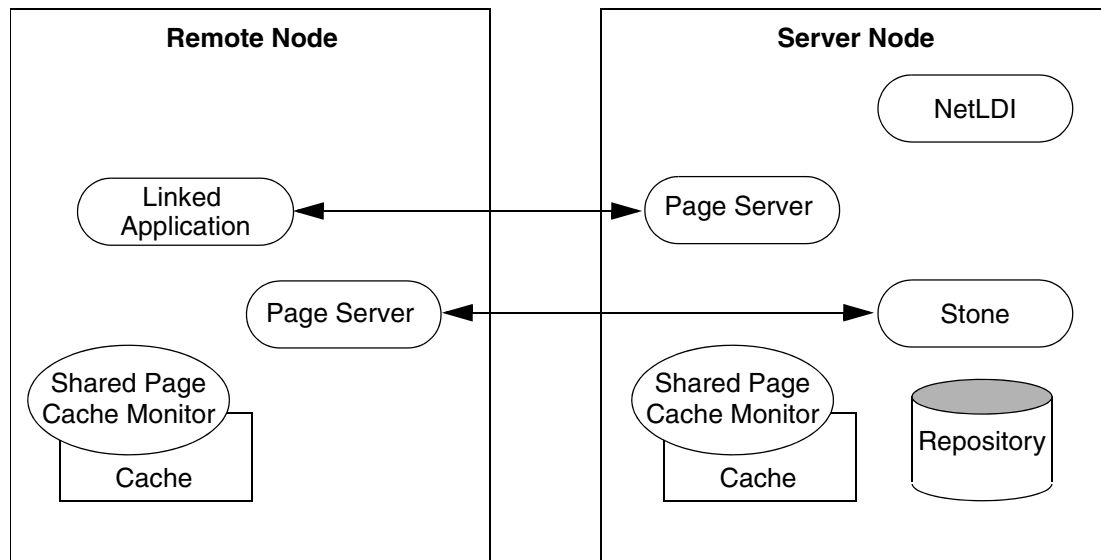 Remote Node
Linked
Application
Page Server
Shared Page
Cache Monitor
Cache
Server Node
NetLDI
Page Server
Stone
Shared Page
Cache Monitor
Cache
Repository